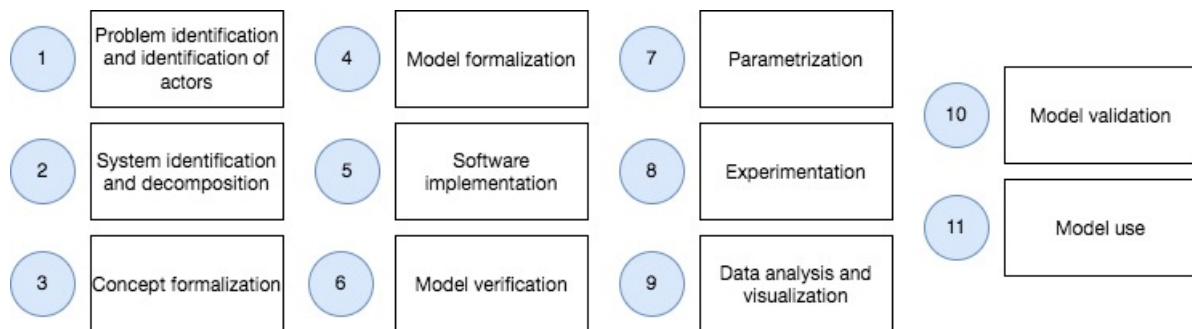 1
Problem identification
and identification of
actors
2
System identification
and decomposition
3
Concept formalization
4
Model formalization
5
Software
implementation
6
Model verification
7
Parametrization
8
Experimentation
9
Data analysis and
visualization
10
Model validation
11
Model use